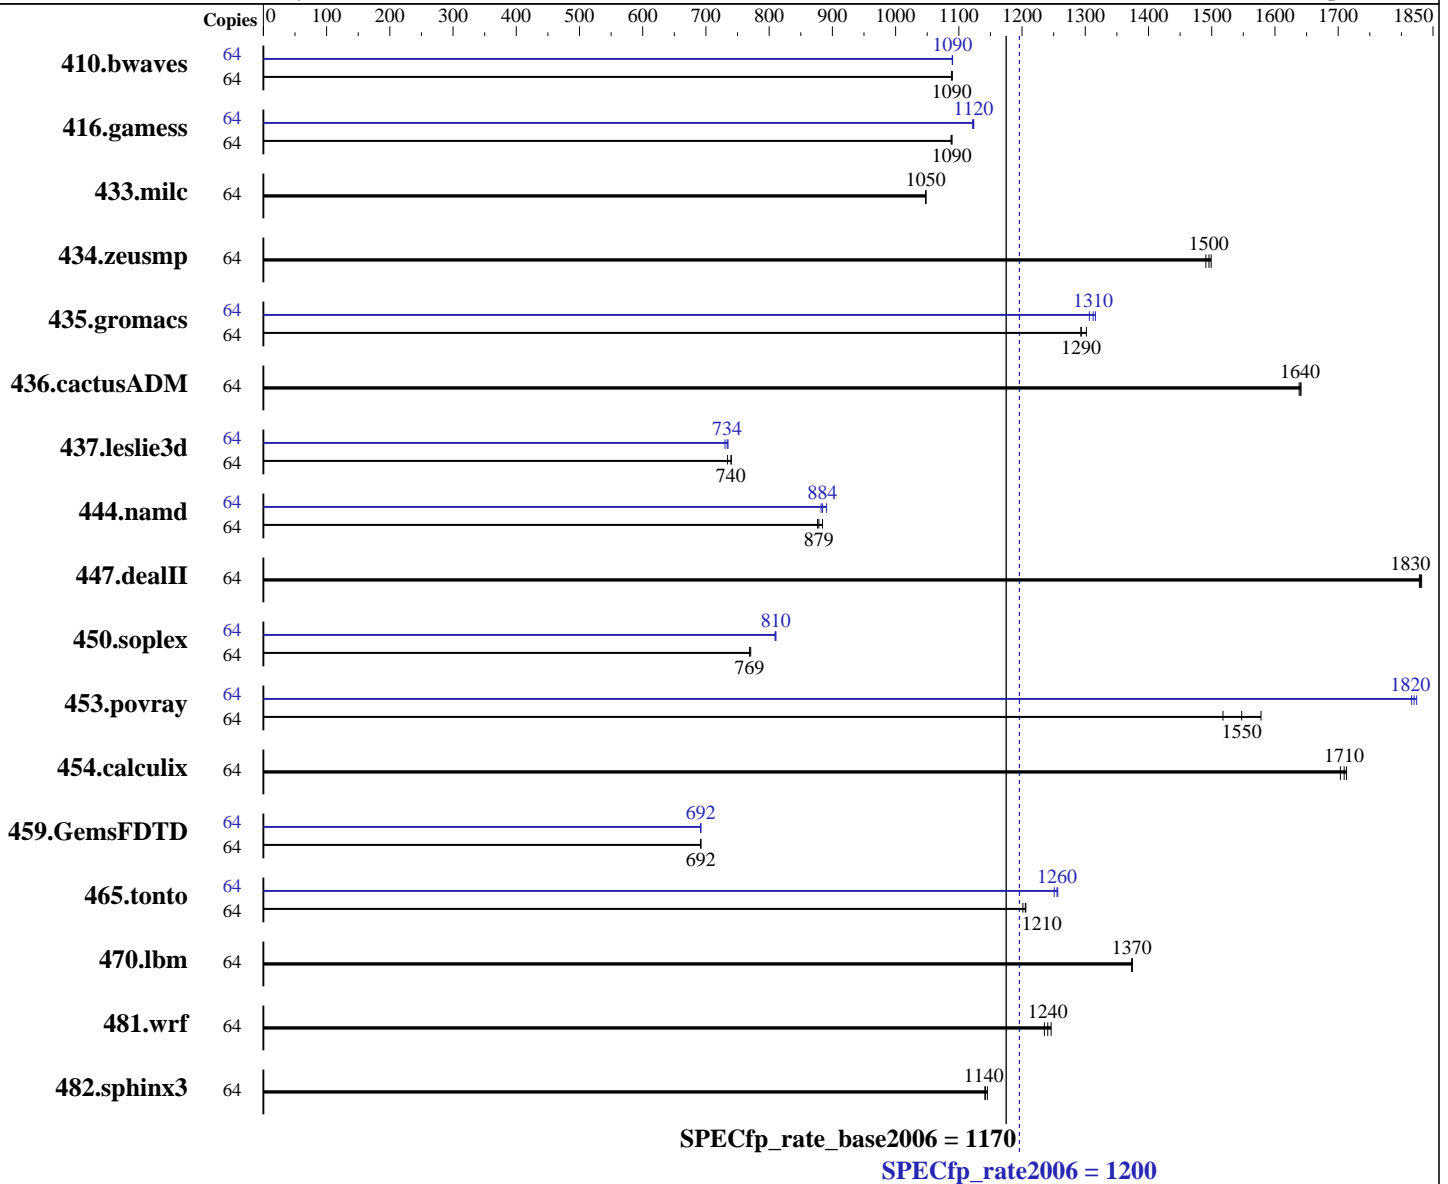 Copies 0 100 200 300 400 500 600 700 800 900 1000 1100 1200 1300 1400 1500 1600 1700 1850
410.bwaves 64 1090
64 1090
416.gamess 64 1120
64 1090
433.milc 64 1050
434.zeusmp 64 1500
435.gromacs 64 1310
64 1290
436.cactusADM 64 1640
437.leslie3d 64 734
64 740
444.namd 64 884
64 879
447.dealII 64 1830
450.soplex 64 810
64 769
453.povray 64 1820
64 1550
454.calculix 64 1710
459.GemsFDTD 64 692
64 692
465.tonto 64 1260
64 1210
470.lbm 64 1370
481.wrf 64 1240
482.sphinx3 64 1140
SPECfp_rate_base2006 = 1170
SPECfp_rate2006 = 1200